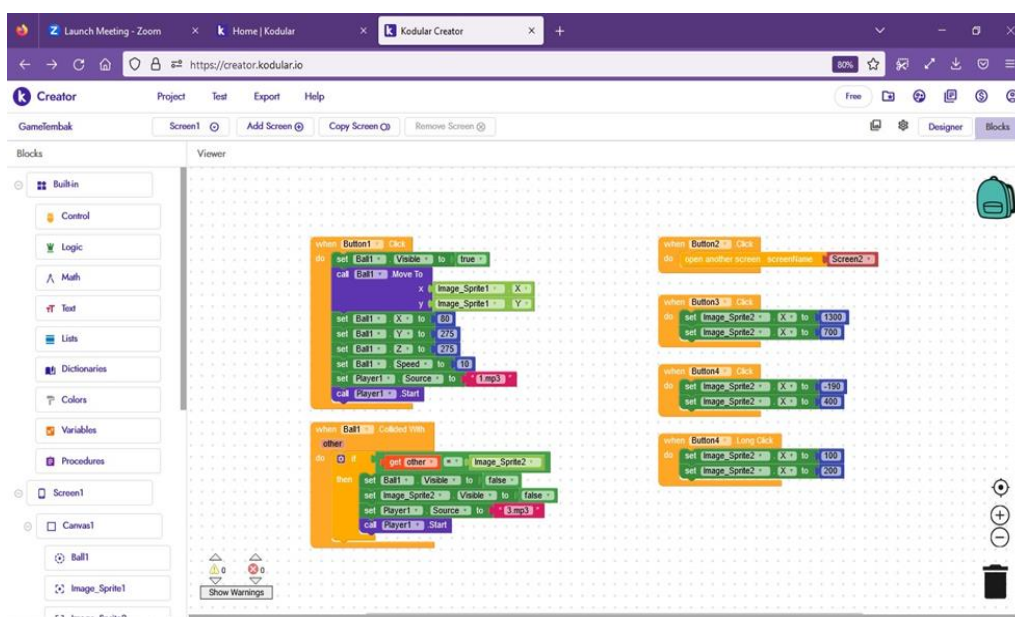 Launch Meeting - Zoom
Home | Kodular
Kodular Creator
https://creator.kodular.io
80%
Creator
Project
Test
Export
Help
Free
GameTembak
Screen1
Add Screen
Copy Screen
Remove Screen
Designer
Blocks
Blocks
Viewer
Built-in
Control
Logic
Math
Text
Lists
Dictionaries
Colors
Variables
Procedures
Screen1
Canvas1
Ball1
Image_Sprite1
when Button1 Click
do set Ball1 Visible to true
call Ball1 Move To
x Image_Sprite1 X
y Image_Sprite1 Y
set Ball1 X to 80
set Ball1 Y to 275
set Ball1 Z to 275
set Ball1 Speed to 10
set Player1 Source to "1.mp3"
call Player1 .Start
when Ball1 Collided With
other
do if get other = Image_Sprite2
then set Ball1 Visible to false
set Image_Sprite2 Visible to false
set Player1 Source to "3.mp3"
call Player1 .Start
when Button2 Click
do open another screen screenName Screen2
when Button3 Click
do set Image_Sprite2 X to 1300
set Image_Sprite2 X to 700
when Button4 Click
do set Image_Sprite2 X to -190
set Image_Sprite2 X to 400
when Button4 Long Click
do set Image_Sprite2 X to 100
set Image_Sprite2 X to 200
0 0
Show Warnings